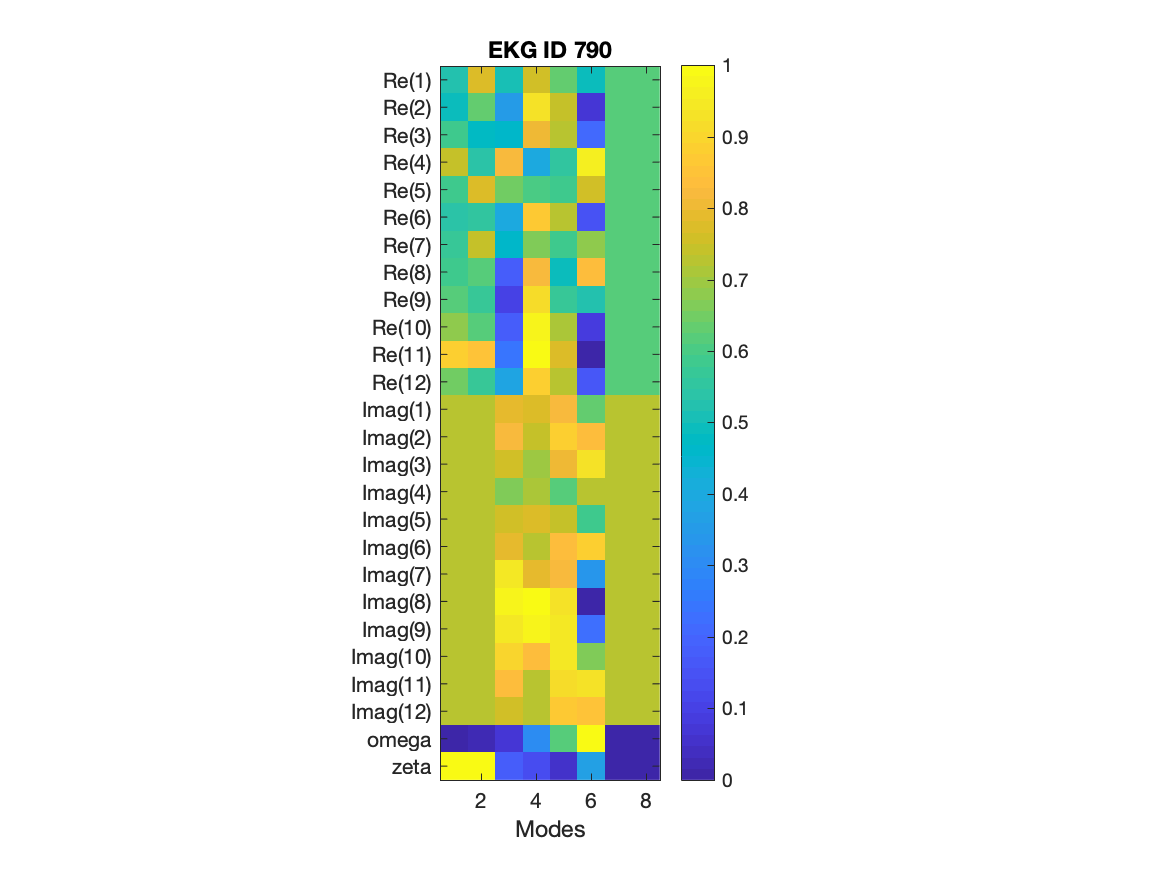 EKG ID 790
Re(1)
Re(2)
Re(3)
Re(4)
Re(5)
Re(6)
Re(7)
Re(8)
Re(9)
Re(10)
Re(11)
Re(12)
Imag(1)
Imag(2)
Imag(3)
Imag(4)
Imag(5)
Imag(6)
Imag(7)
Imag(8)
Imag(9)
Imag(10)
Imag(11)
Imag(12)
omega
zeta
2 4 6 8
Modes
1
0.9
0.8
0.7
0.6
0.5
0.4
0.3
0.2
0.1
0